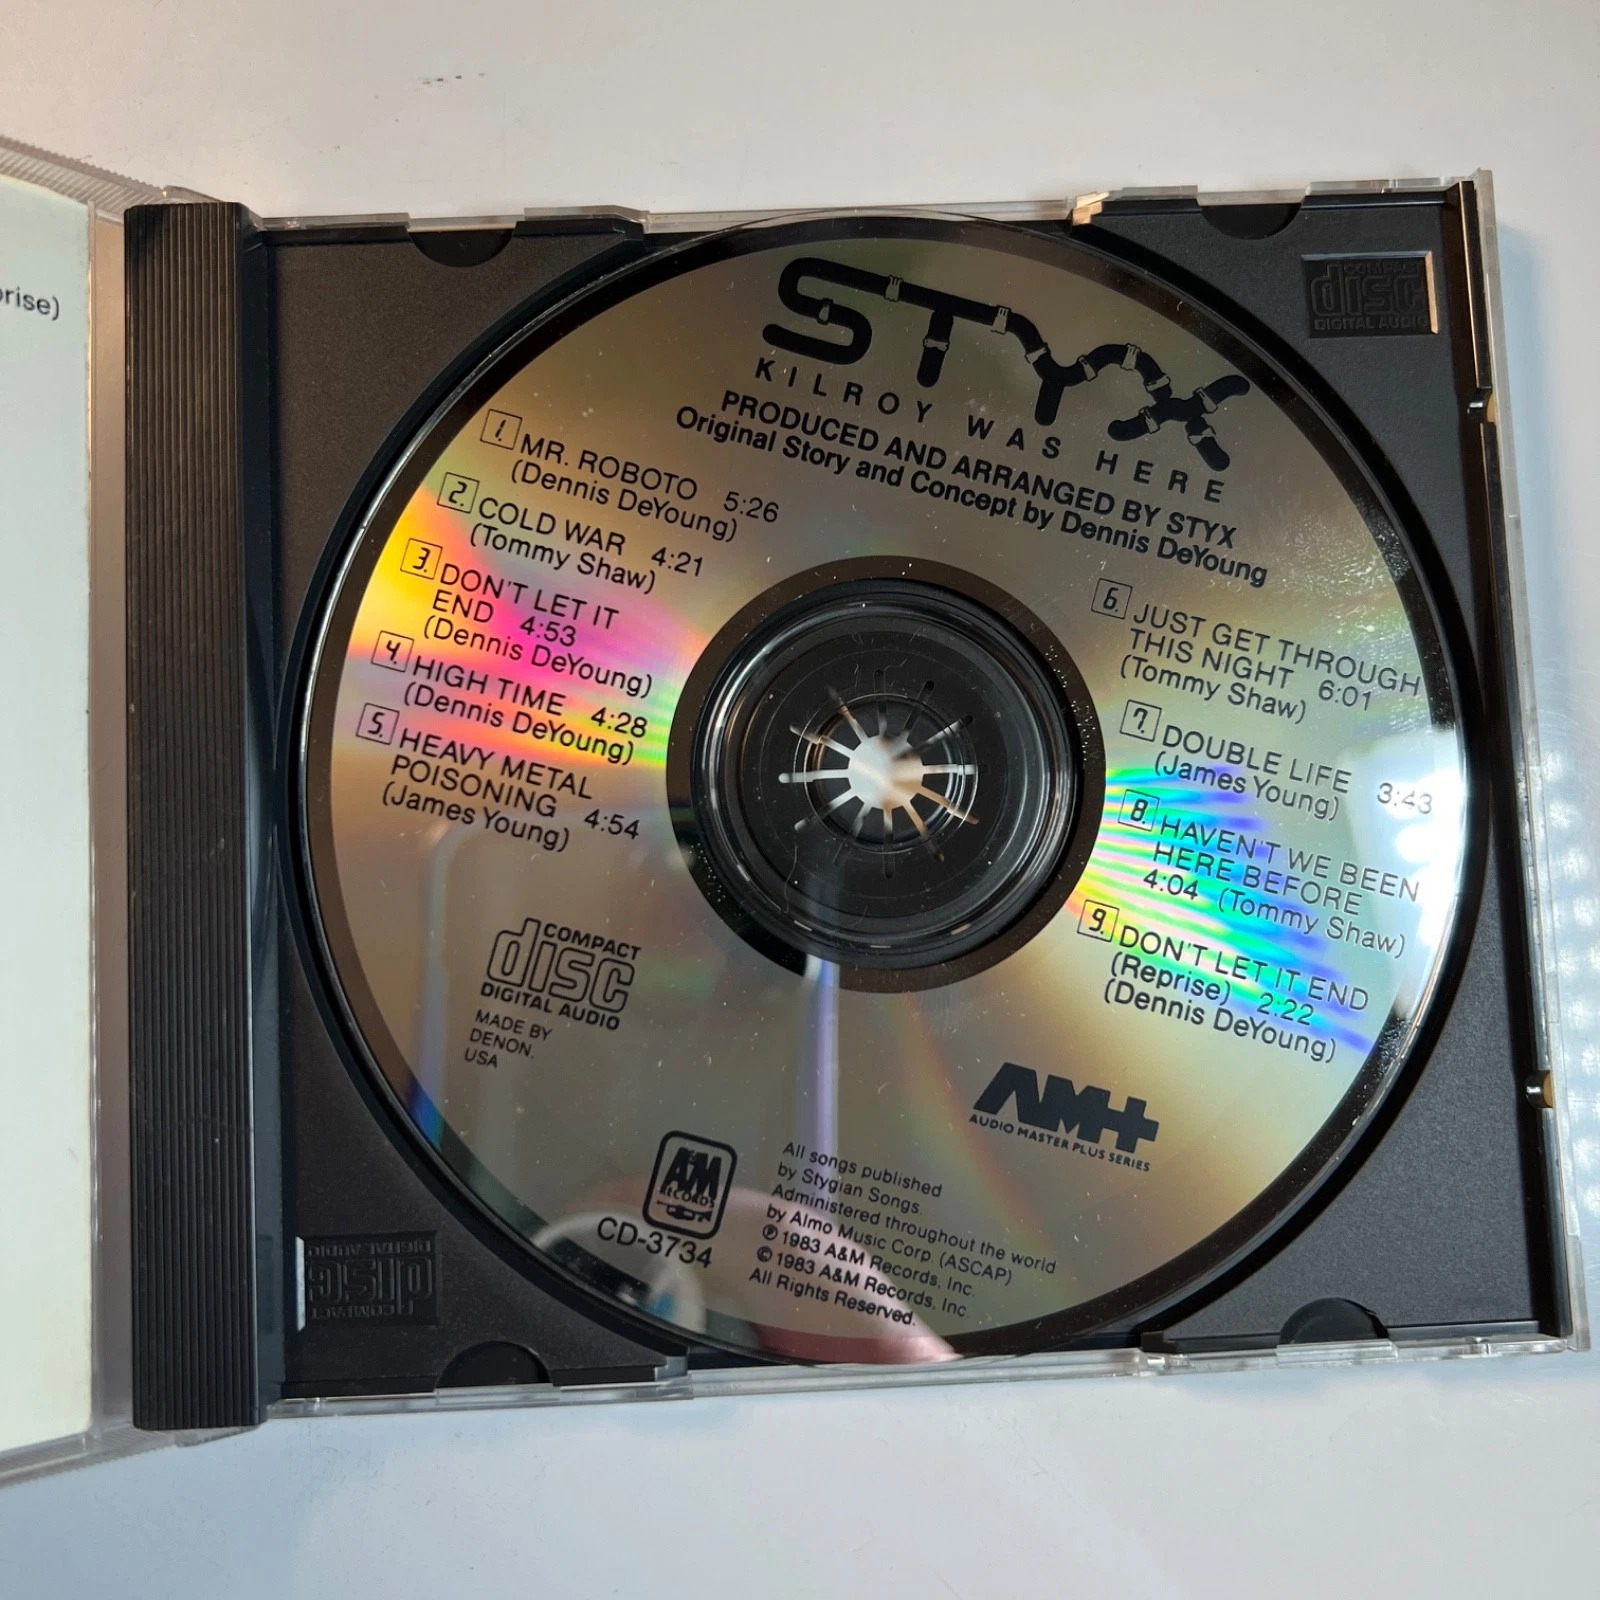 prise)
STYX
KILROY WAS HERE
PRODUCED AND ARRANGED BY STYX
Original Story and Concept by Dennis DeYoung
1. MR. ROBOTO 5:26
(Dennis DeYoung)
2. COLD WAR 4:21
(Tommy Shaw)
3. DON'T LET IT
END 4:53
(Dennis DeYoung)
4. HIGH TIME 4:28
(Dennis DeYoung)
5. HEAVY METAL
POISONING 4:54
(James Young)
6. JUST GET THROUGH
THIS NIGHT 6:01
(Tommy Shaw)
7. DOUBLE LIFE 3:43
(James Young)
8. HAVEN'T WE BEEN
HERE BEFORE
4:04 (Tommy Shaw)
9. DON'T LET IT END
(Reprise) 2:22
(Dennis DeYoung)
COMPACT
disc
DIGITAL AUDIO
MADE BY
DENON,
USA
AM+
AUDIO MASTER PLUS SERIES
A&M
RECORDS
CD-3734
All songs published
by Stygian Songs.
Administered throughout the world
by Almo Music Corp. (ASCAP)
℗ 1983 A&M Records, Inc.
© 1983 A&M Records, Inc.
All Rights Reserved.
COMPACT
disc
DIGITAL AUDIO
COMPACT
disc
DIGITAL AUDIO